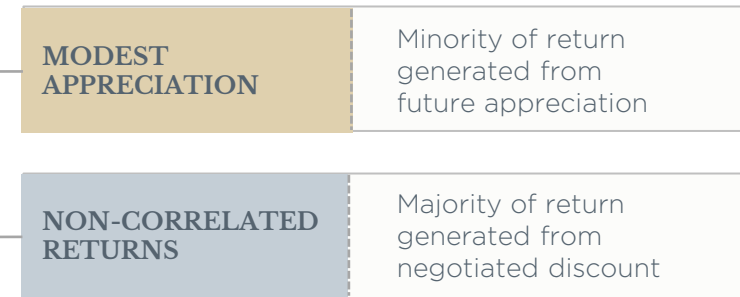 MODEST
APPRECIATION
Minority of return
generated from
future appreciation
NON-CORRELATED
RETURNS
Majority of return
generated from
negotiated discount